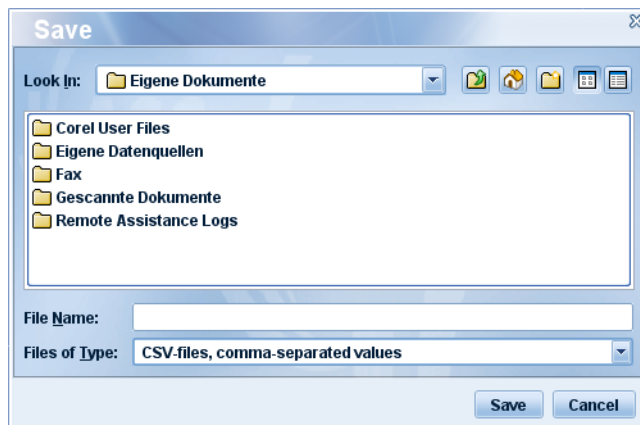 Save
Look In: Eigene Dokumente
Corel User Files
Eigene Datenquellen
Fax
Gescannte Dokumente
Remote Assistance Logs
File Name:
Files of Type: CSV-files, comma-separated values
Save Cancel